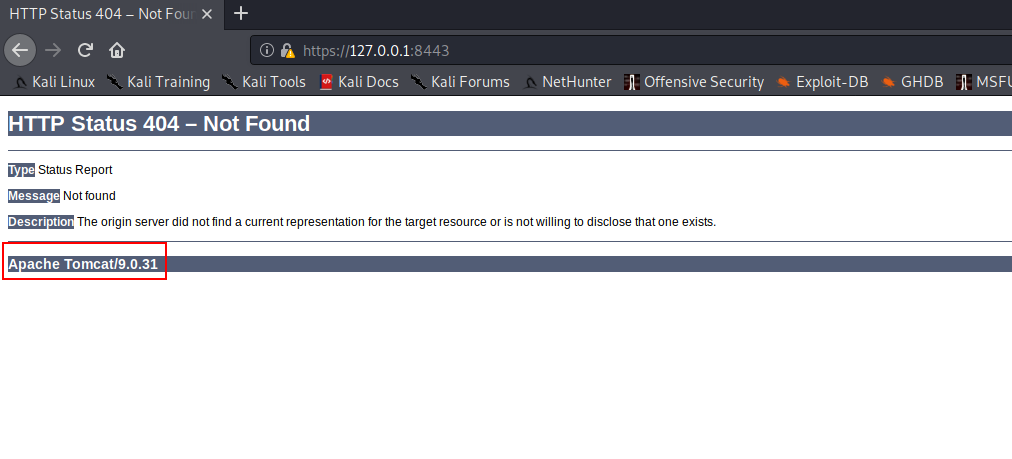 HTTP Status 404 – Not Foun
https://127.0.0.1:8443
Kali Linux Kali Training Kali Tools Kali Docs Kali Forums NetHunter Offensive Security Exploit-DB GHDB MSFU
HTTP Status 404 – Not Found
Type Status Report
Message Not found
Description The origin server did not find a current representation for the target resource or is not willing to disclose that one exists.
Apache Tomcat/9.0.31